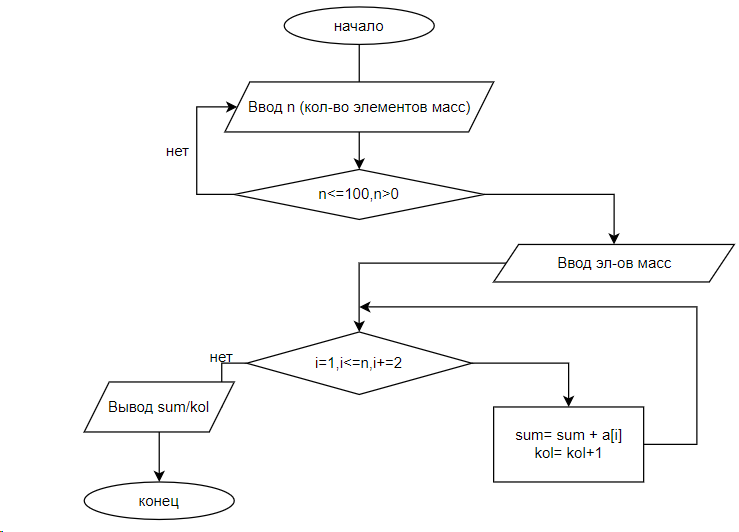 начало
Ввод n (кол-во элементов масс)
нет
n<=100,n>0
Ввод эл-ов масс
нет
i=1,i<=n,i+=2
Вывод sum/kol
sum= sum + a[i]
kol= kol+1
конец